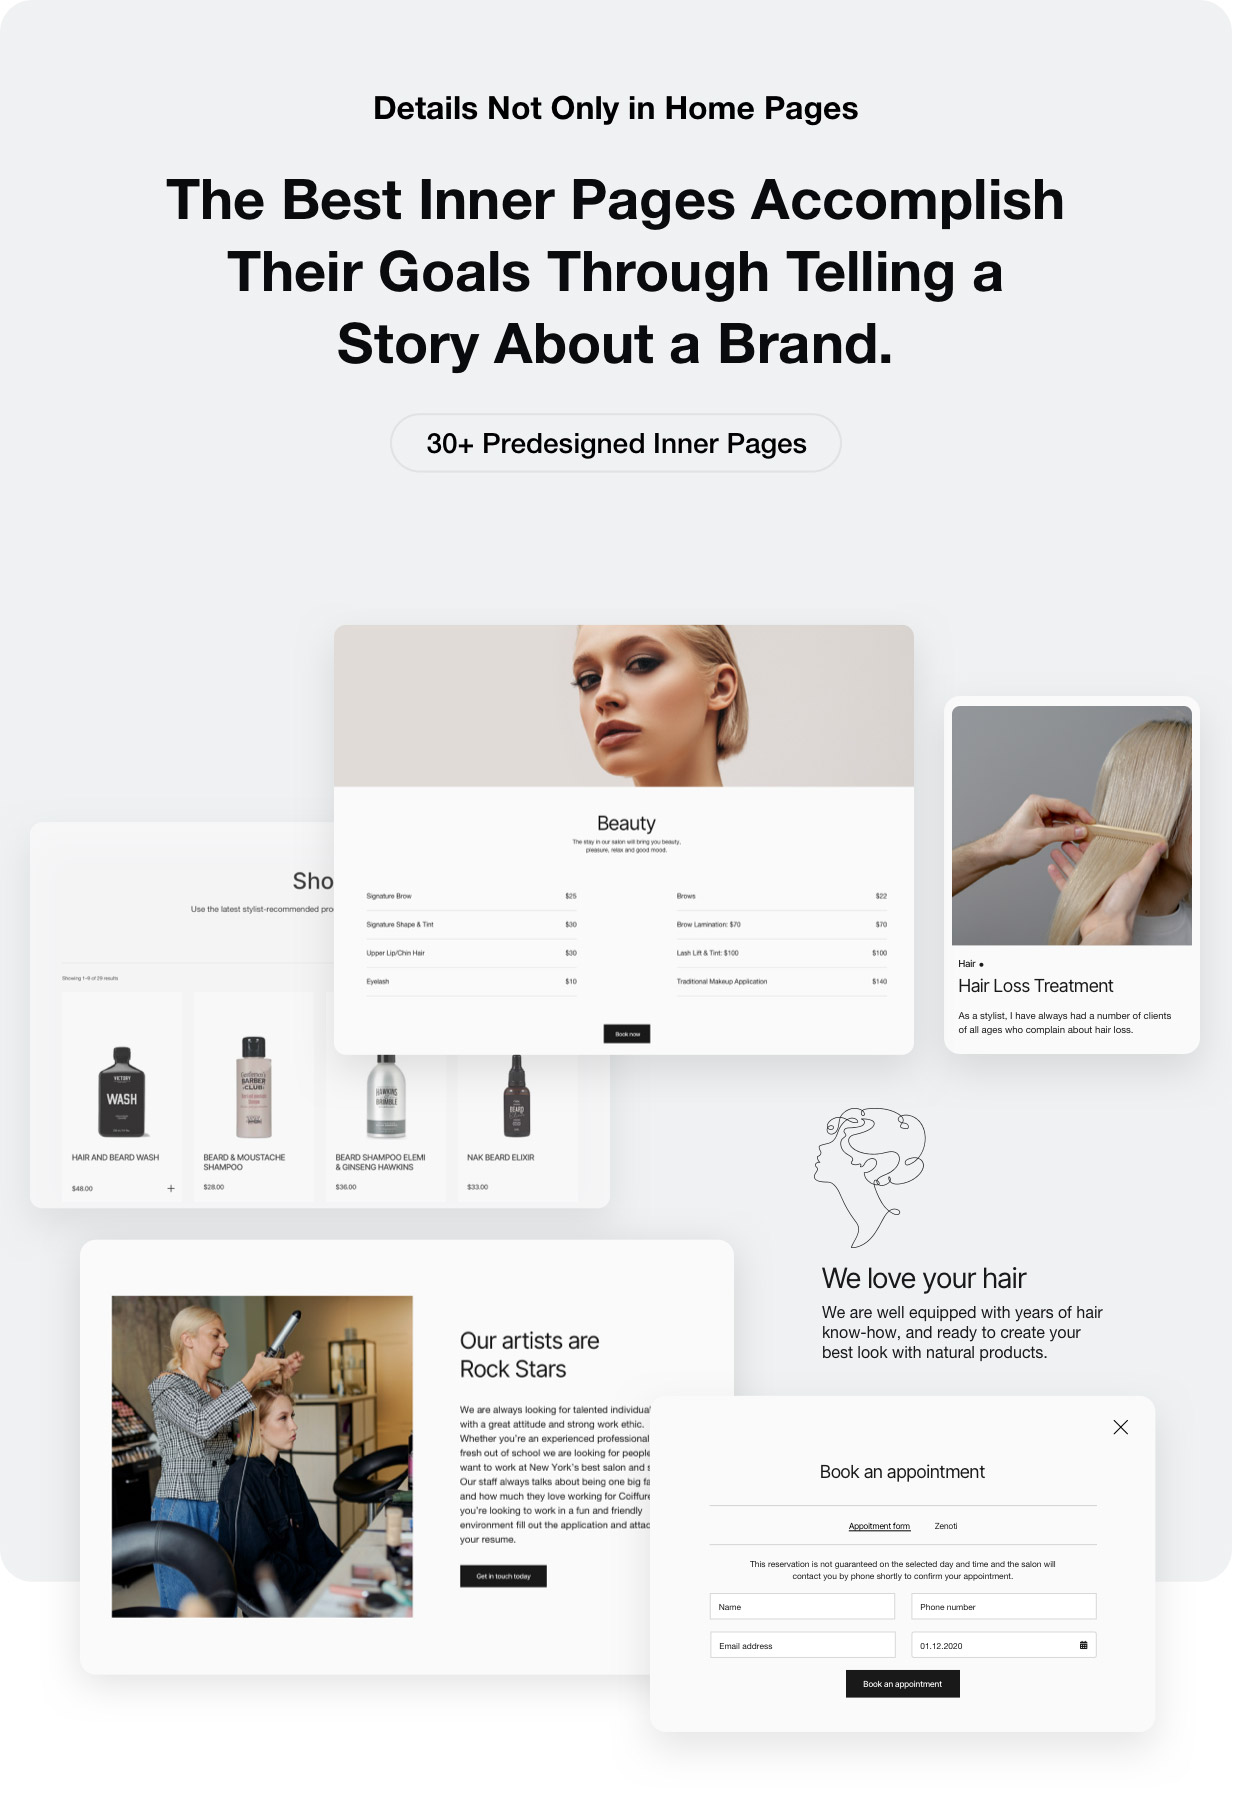 Details Not Only in Home Pages
The Best Inner Pages Accomplish
Their Goals Through Telling a
Story About a Brand.
30+ Predesigned Inner Pages
Beauty
The stay in our salon will bring you beauty,
pleasure, relax and good mood.
Signature Brow $25
Signature Shape & Tint $30
Upper Lip/Chin Hair $30
Eyelash $10
Brows $22
Brow Lamination: $70 $70
Lash Lift & Tint: $100 $100
Traditional Makeup Application $140
Book now
Hair
Hair Loss Treatment
As a stylist, I have always had a number of clients
of all ages who complain about hair loss.
Sho
Use the latest stylist-recommended pro
Showing 1-9 of 29 results
VICTORY
WASH
BARBER
CLUB
HAWKINS
BRIMBLE
BEARD
HAIR AND BEARD WASH
$48.00
BEARD & MOUSTACHE
SHAMPOO
$28.00
BEARD SHAMPOO ELEMI
& GINSENG HAWKINS
$36.00
NAK BEARD ELIXIR
$33.00
We love your hair
We are well equipped with years of hair
know-how, and ready to create your
best look with natural products.
Our artists are
Rock Stars
We are always looking for talented individual
with a great attitude and strong work ethic.
Whether you're an experienced professional
fresh out of school we are looking for people
want to work at New York's best salon and s
Our staff always talks about being one big fa
and how much they love working for Coiffure
you're looking to work in a fun and friendly
environment fill out the application and attac
your resume.
Get in touch today
Book an appointment
Appoitment form Zenoti
This reservation is not guaranteed on the selected day and time and the salon will
contact you by phone shortly to confirm your appointment.
Name
Phone number
Email address
01.12.2020
Book an appointment